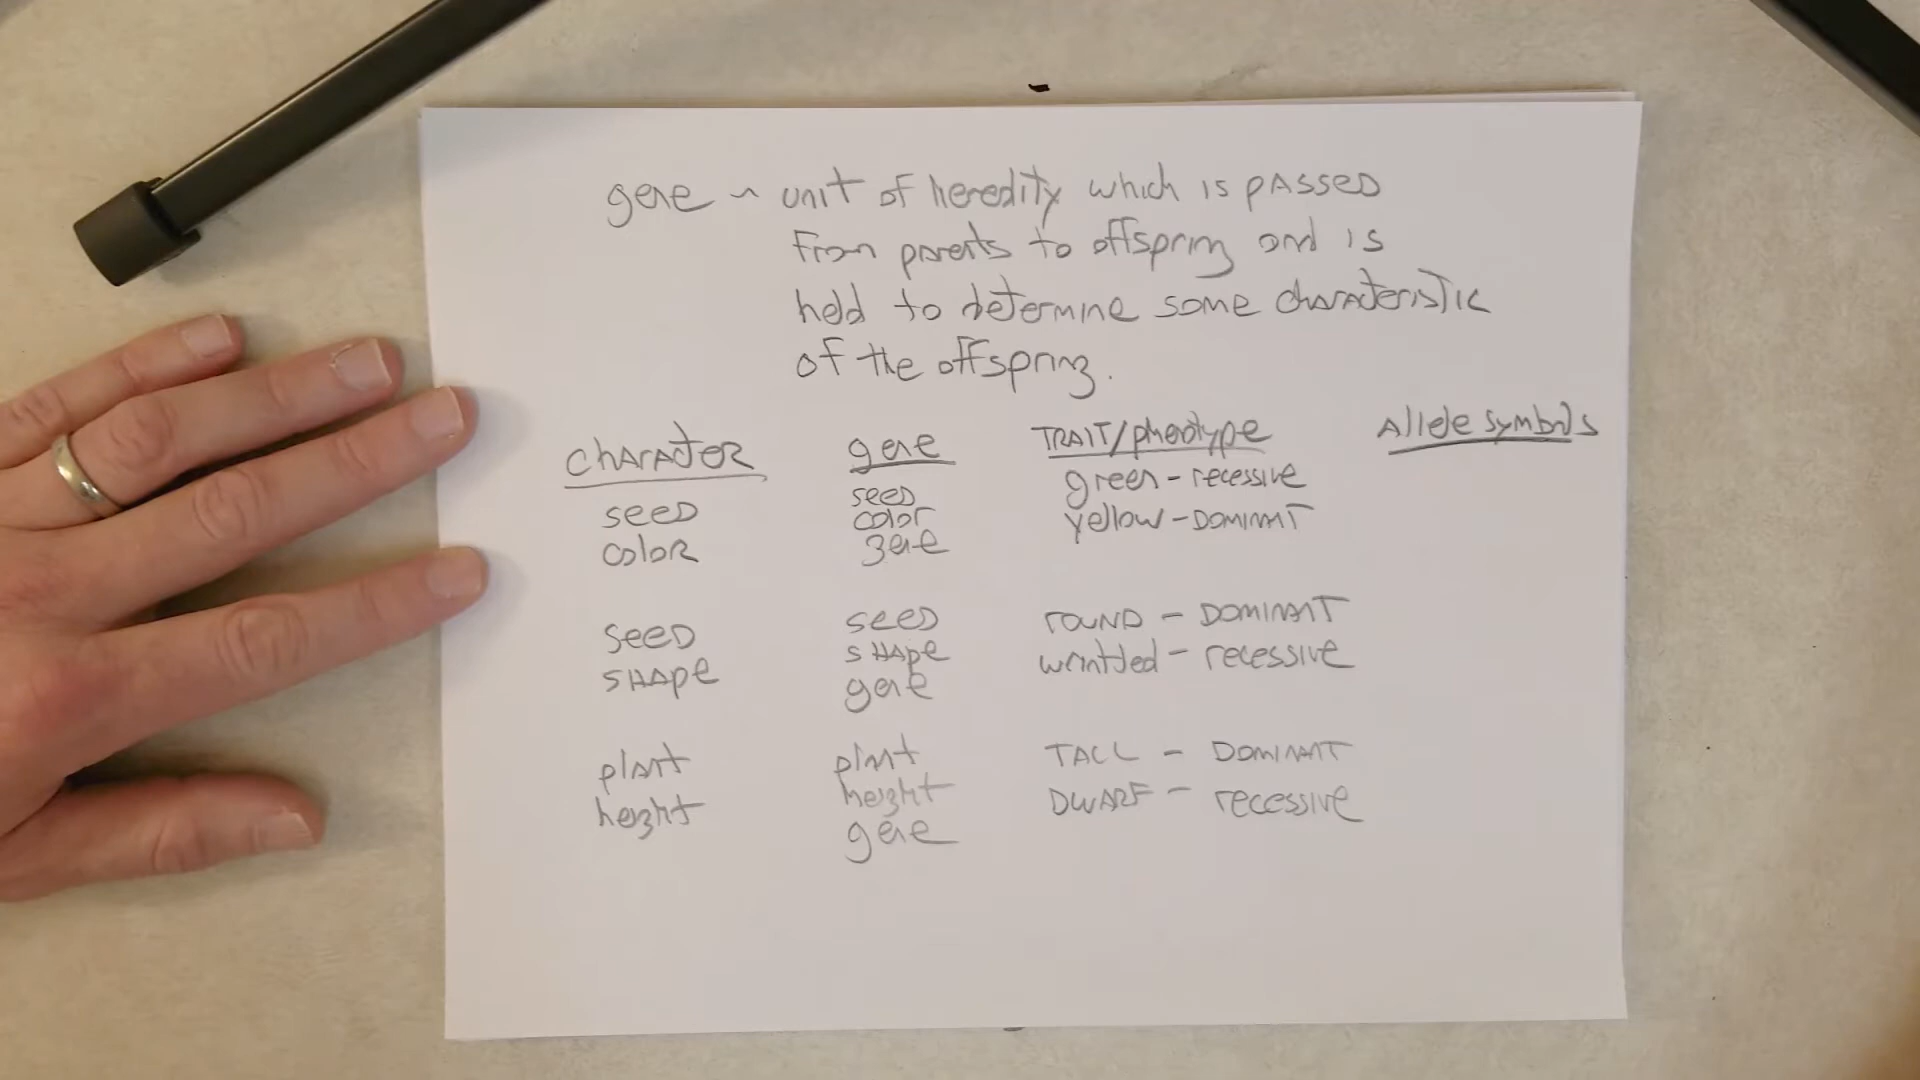 gene ~ unit of heredity which is passed
from parents to offspring and is
held to determine some characteristic
of the offspring.
character gene TRAIT/phenotype Allele symbols
seed color
seed color gene
green - recessive
yellow - DOMINANT
seed shape
seed shape gene
round - DOMINANT
wrinkled - recessive
plant height
plant height gene
TALL - DOMINANT
DWARF - recessive